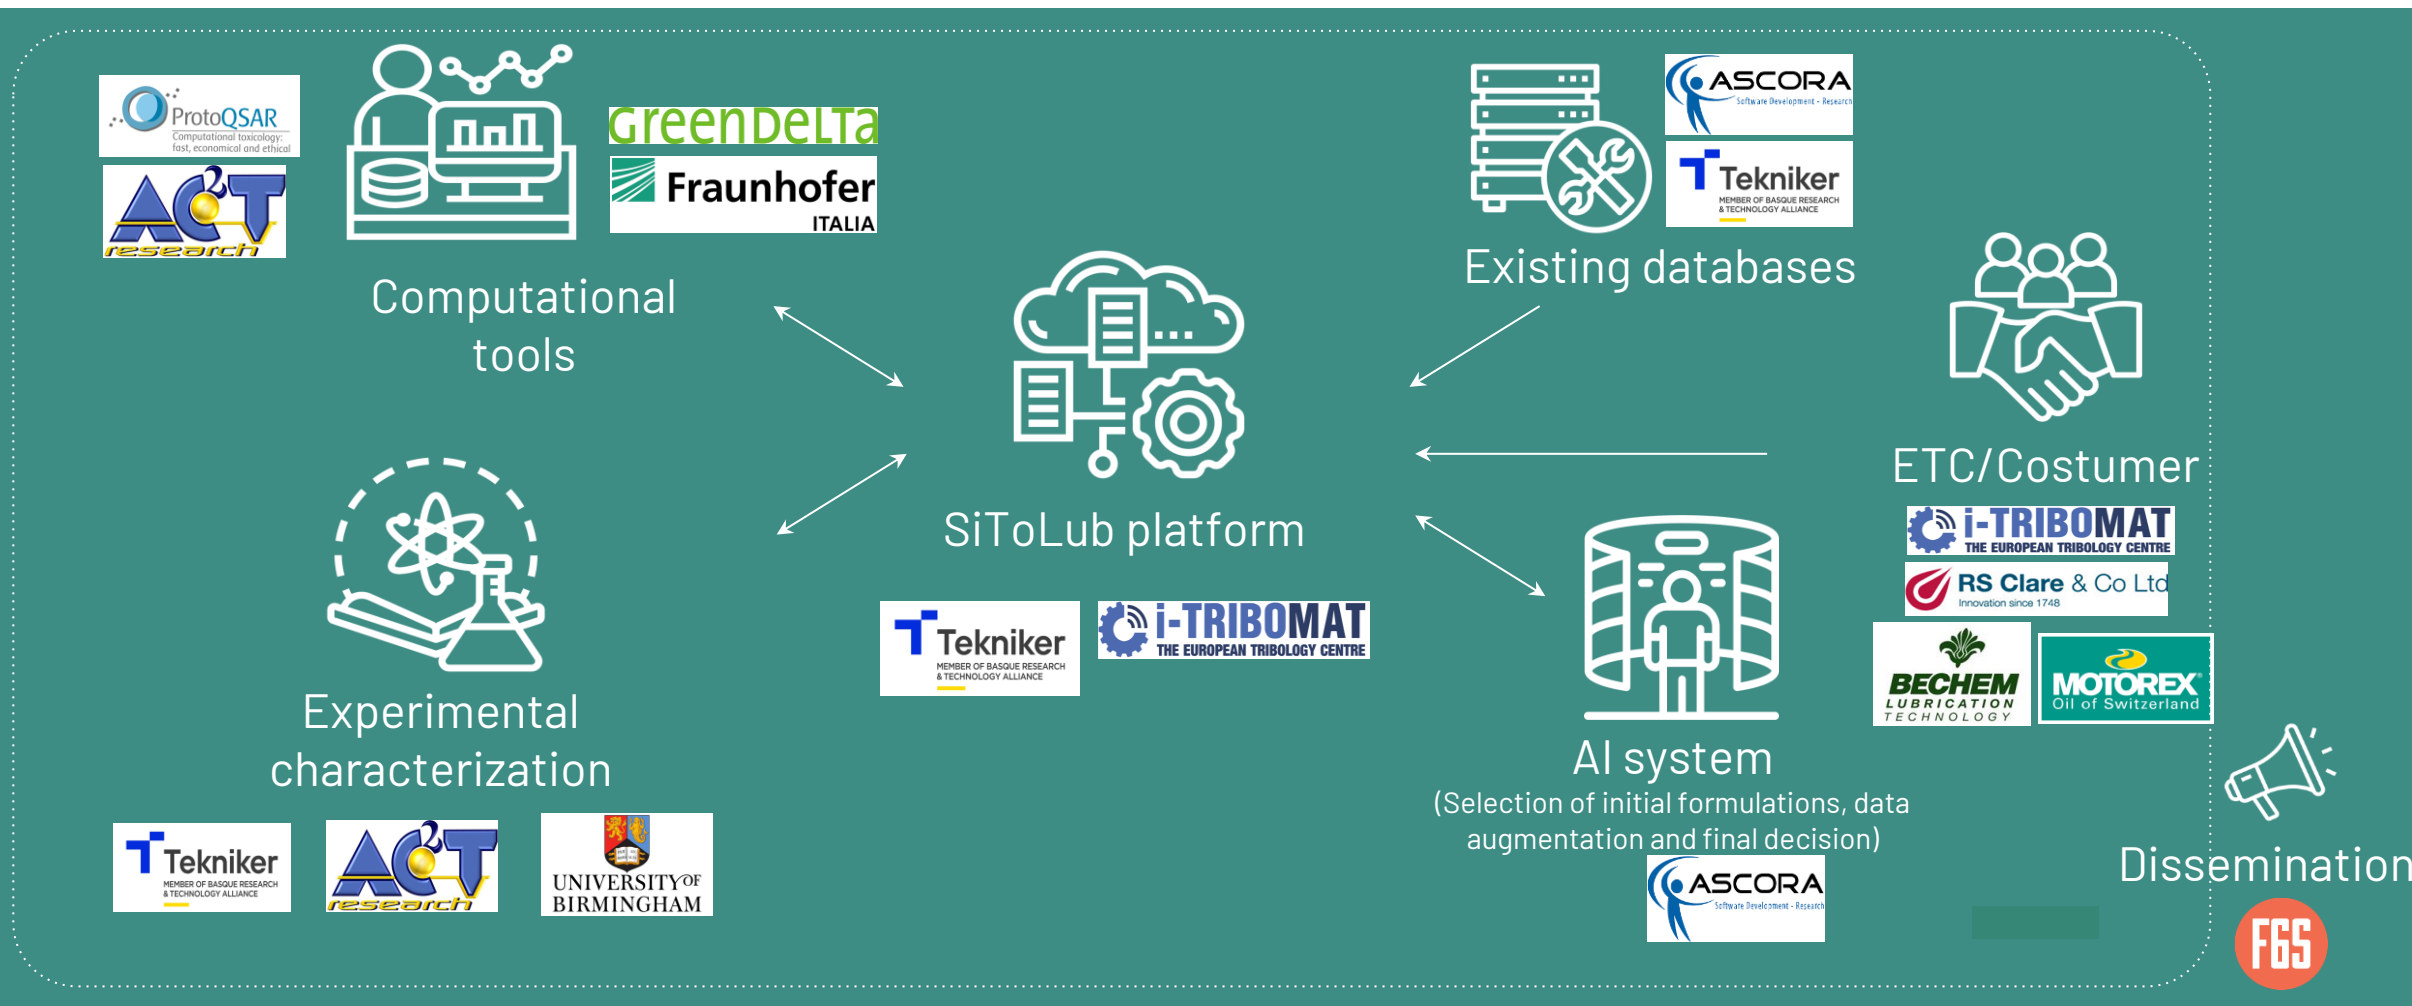 ProtoQSAR
Computational toxicology:
fast, economical and ethical
AC²T
research
GreenDeLTa
Fraunhofer
ITALIA
Computational
tools
ASCORA
Software Development - Research
Tekniker
MEMBER OF BASQUE RESEARCH
& TECHNOLOGY ALLIANCE
Existing databases
ETC/Costumer
i-TRIBOMAT
THE EUROPEAN TRIBOLOGY CENTRE
RS Clare & Co Ltd
Innovation since 1748
BECHEM
LUBRICATION
TECHNOLOGY
MOTOREX
Oil of Switzerland
SiToLub platform
Tekniker
MEMBER OF BASQUE RESEARCH
& TECHNOLOGY ALLIANCE
i-TRIBOMAT
THE EUROPEAN TRIBOLOGY CENTRE
Experimental
characterization
Tekniker
MEMBER OF BASQUE RESEARCH
& TECHNOLOGY ALLIANCE
AC²T
research
UNIVERSITY OF
BIRMINGHAM
AI system
(Selection of initial formulations, data
augmentation and final decision)
ASCORA
Software Development - Research
Dissemination
F6S